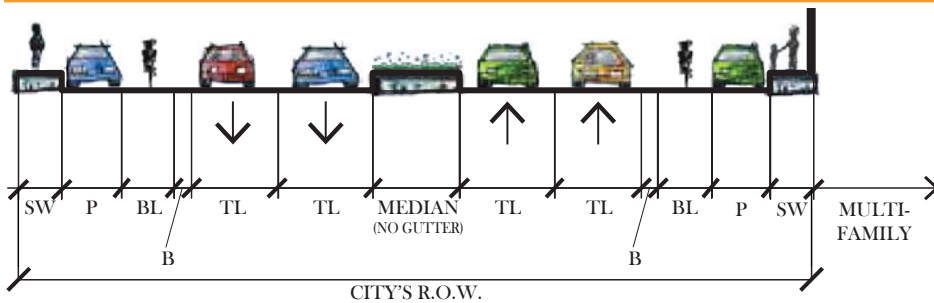 SW P BL TL TL MEDIAN TL TL BL P SW MULTI-
(NO GUTTER) FAMILY
B B
CITY'S R.O.W.